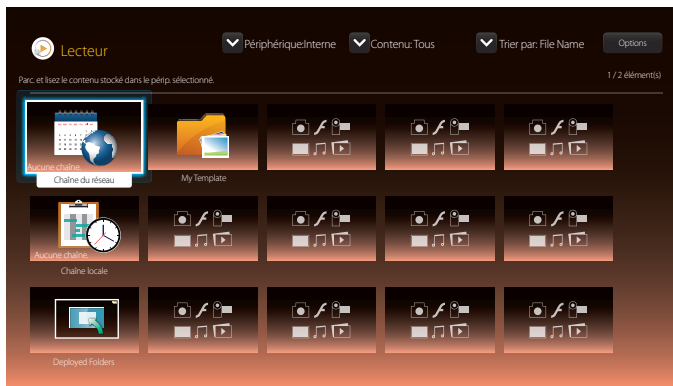 Lecteur
Périphérique:Interne
Contenu: Tous
Trier par: File Name
Options
Parc. et lisez le contenu stocké dans le périp. sélectionné.
1 / 2 élément(s)
Aucune chaîne.
Chaîne du réseau
My Template
Aucune chaîne.
Chaîne locale
Deployed Folders